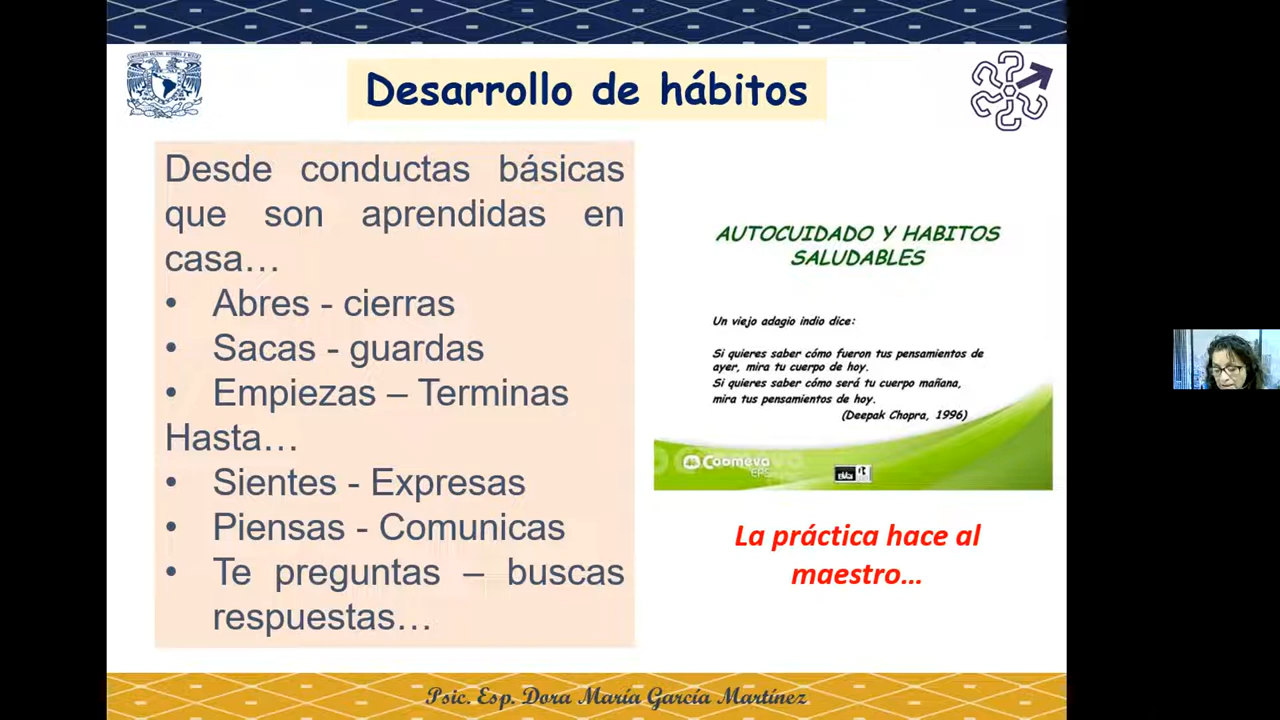 Desarrollo de hábitos
Desde conductas básicas
que son aprendidas en
casa…
• Abres - cierras
• Sacas - guardas
• Empiezas – Terminas
Hasta…
• Sientes - Expresas
• Piensas - Comunicas
• Te preguntas – buscas
respuestas…
AUTOCUIDADO Y HABITOS
SALUDABLES
Un viejo adagio indio dice:
Si quieres saber cómo fueron tus pensamientos de
ayer, mira tu cuerpo de hoy.
Si quieres saber cómo será tu cuerpo mañana,
mira tus pensamientos de hoy.
(Deepak Chopra, 1996)
Coomeva
EPS
La práctica hace al
maestro…
Psic. Esp. Dora María García Martínez